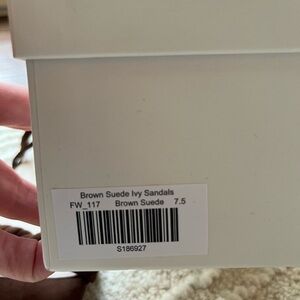 Brown Suede Ivy Sandals
FW_117 Brown Suede 7.5
S186927